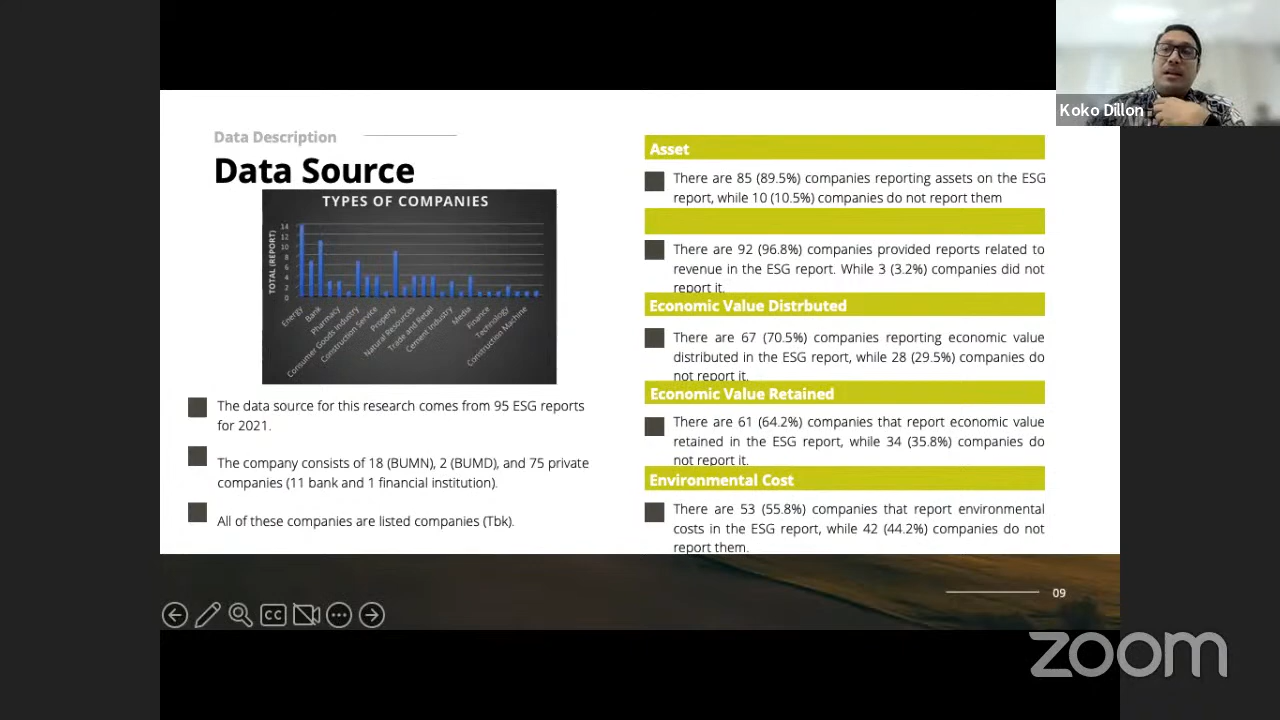 Koko Dillon
Data Description
Data Source
TYPES OF COMPANIES
TOTAL (REPORT)
14
12
10
8
6
4
2
0
Energy
Bank
Pharmacy
Consumer Goods Industry
Construction Service
Property
Natural Resources
Trade and Retail
Cement Industry
Media
Finance
Technology
Construction Machine
The data source for this research comes from 95 ESG reports
for 2021.
The company consists of 18 (BUMN), 2 (BUMD), and 75 private
companies (11 bank and 1 financial institution).
All of these companies are listed companies (Tbk).
Asset
There are 85 (89.5%) companies reporting assets on the ESG
report, while 10 (10.5%) companies do not report them
There are 92 (96.8%) companies provided reports related to
revenue in the ESG report. While 3 (3.2%) companies did not
report it.
Economic Value Distrbuted
There are 67 (70.5%) companies reporting economic value
distributed in the ESG report, while 28 (29.5%) companies do
not report it.
Economic Value Retained
There are 61 (64.2%) companies that report economic value
retained in the ESG report, while 34 (35.8%) companies do
not report it.
Environmental Cost
There are 53 (55.8%) companies that report environmental
costs in the ESG report, while 42 (44.2%) companies do not
report them.
09
CC
zoom